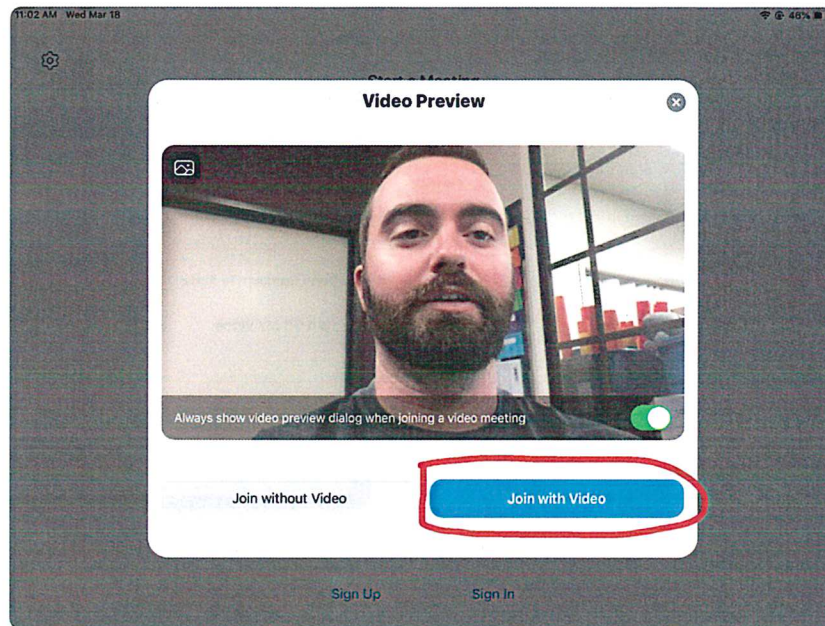 11:02 AM Wed Mar 18
46%
Start a Meeting
Video Preview
Always show video preview dialog when joining a video meeting
Join without Video
Join with Video
Sign Up
Sign In